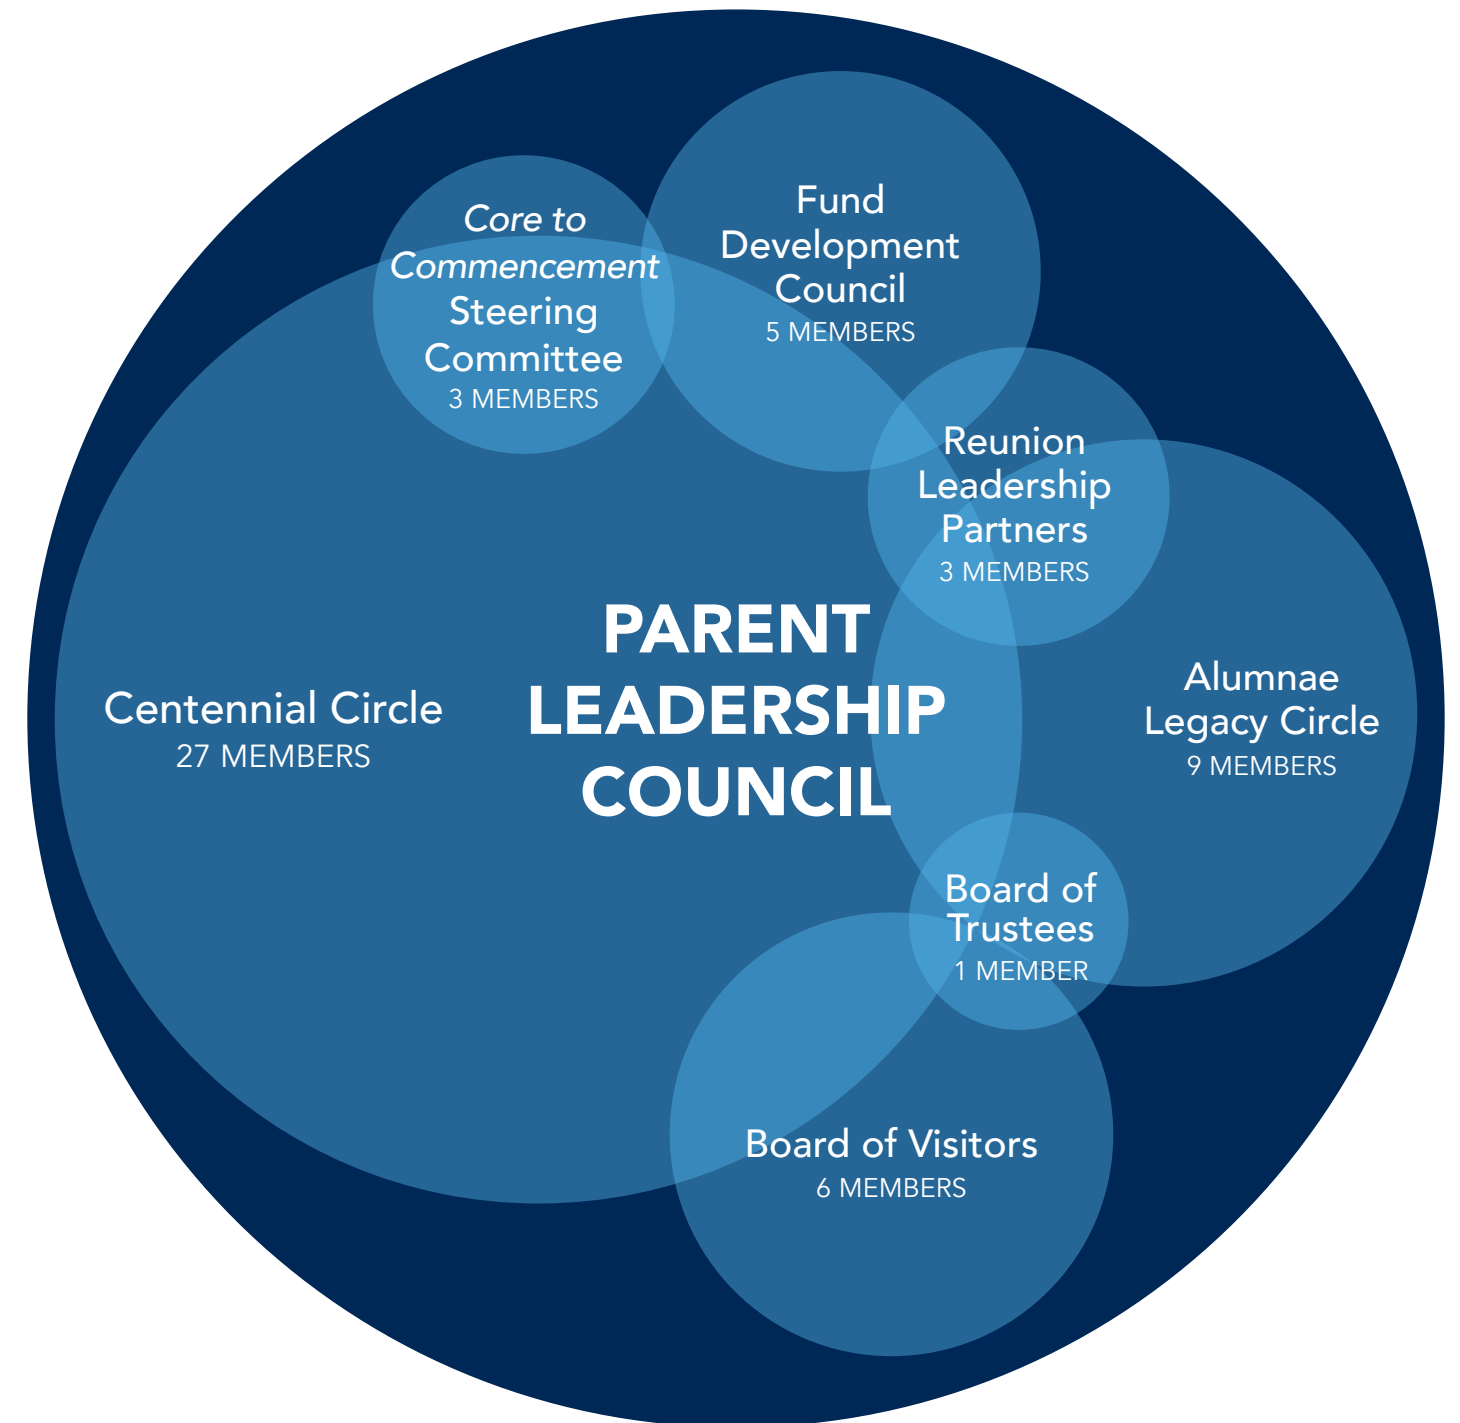 Fund
Development
Council
5 MEMBERS
Core to
Commencement
Steering
Committee
3 MEMBERS
Reunion
Leadership
Partners
3 MEMBERS
PARENT
LEADERSHIP
COUNCIL
Centennial Circle
27 MEMBERS
Alumnae
Legacy Circle
9 MEMBERS
Board of
Trustees
1 MEMBER
Board of Visitors
6 MEMBERS